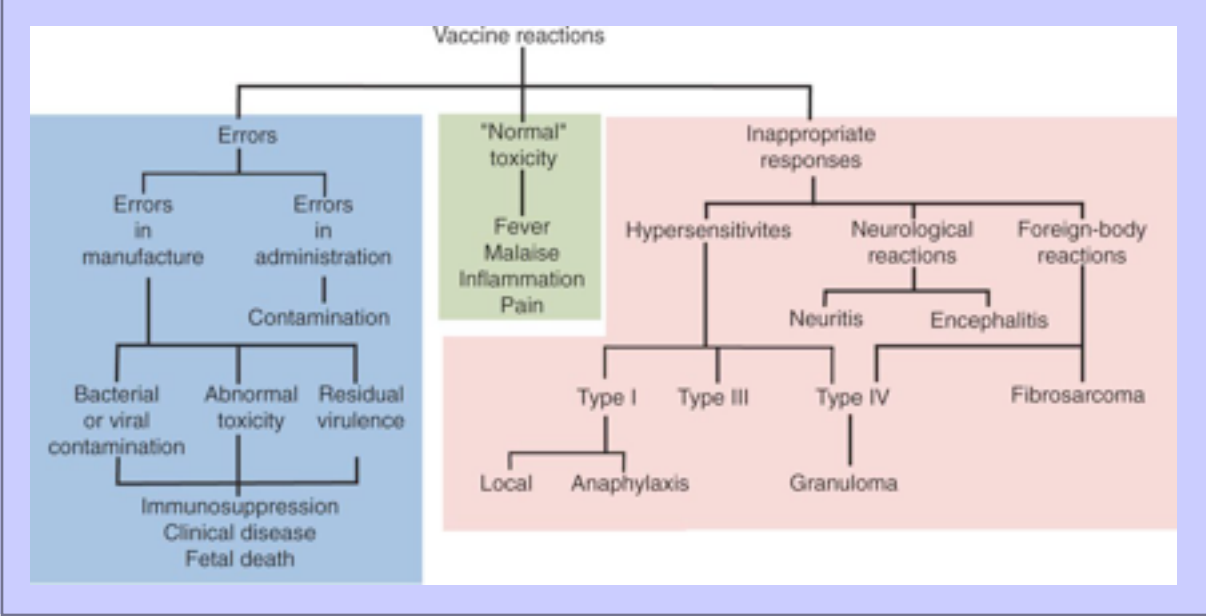 Vaccine reactions
Errors
Errors
in
manufacture
Errors
in
administration
Contamination
Bacterial
or viral
contamination
Abnormal
toxicity
Residual
virulence
Immunosuppression
Clinical disease
Fetal death
"Normal"
toxicity
Fever
Malaise
Inflammation
Pain
Inappropriate
responses
Hypersensitivites
Neurological
reactions
Foreign-body
reactions
Neuritis
Encephalitis
Type I
Type III
Type IV
Fibrosarcoma
Local
Anaphylaxis
Granuloma